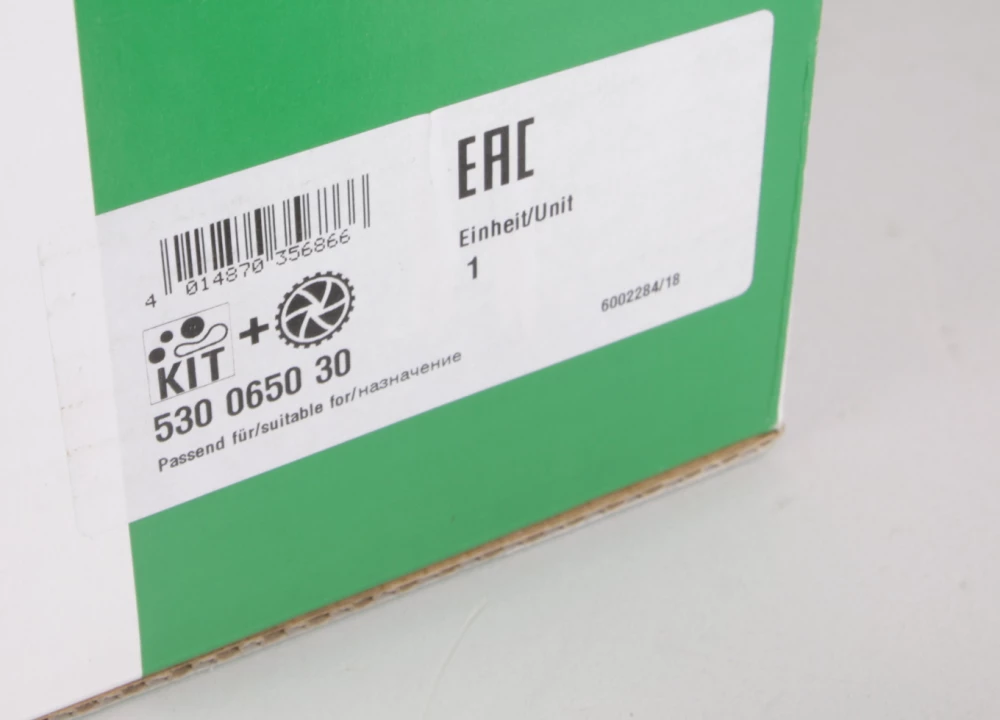 4 014870 356866
KIT +
530 0650 30
Passend für/suitable for/назначение
EAC
Einheit/Unit
1
6002284/18